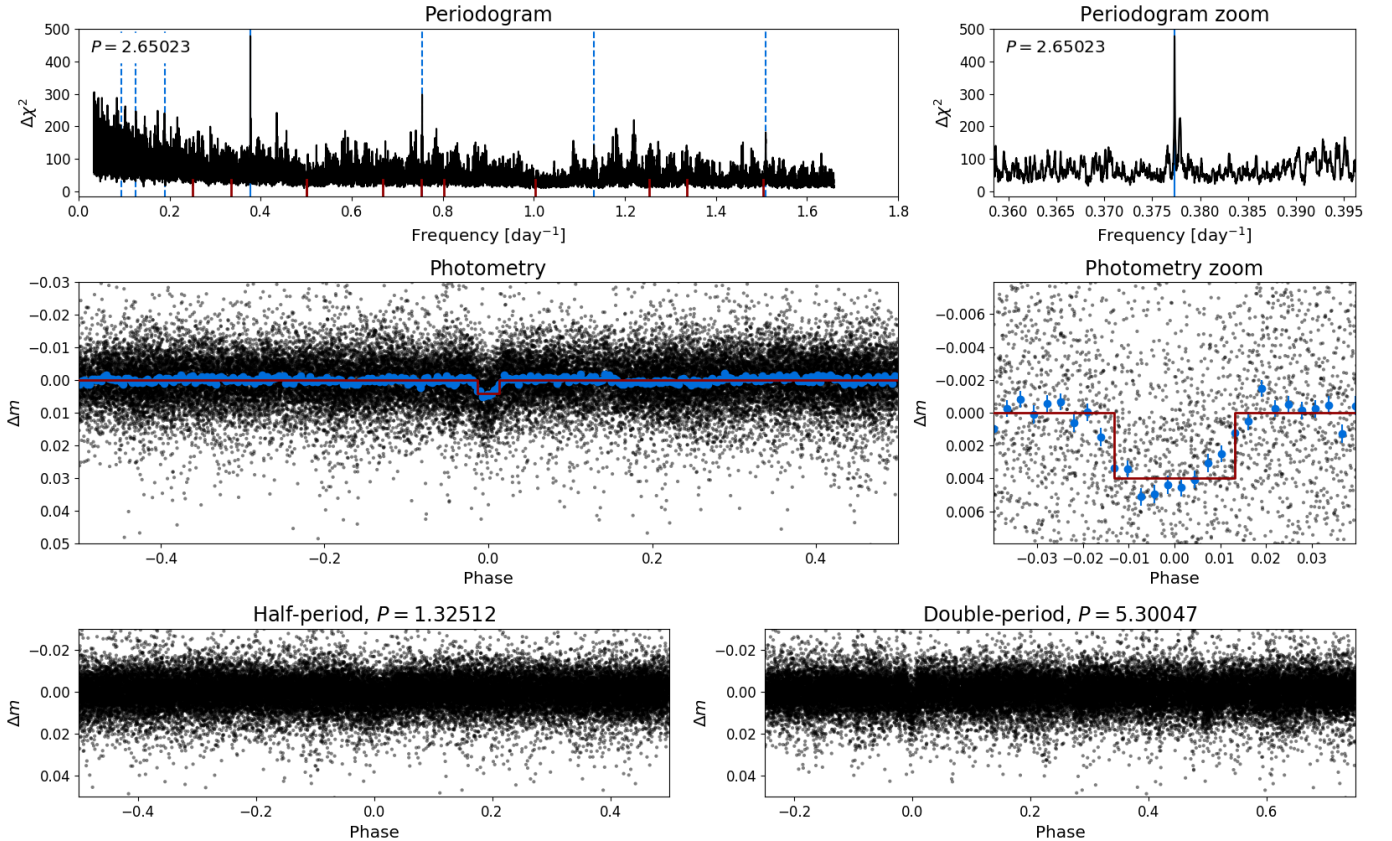 Periodogram
P = 2.65023
500
400
300
200
100
0
Δχ²
0.0 0.2 0.4 0.6 0.8 1.0 1.2 1.4 1.6 1.8
Frequency [day⁻¹]
Periodogram zoom
P = 2.65023
500
400
300
200
100
0
Δχ²
0.360 0.365 0.370 0.375 0.380 0.385 0.390 0.395
Frequency [day⁻¹]
Photometry
−0.03
−0.02
−0.01
0.00
0.01
0.02
0.03
0.04
0.05
Δm
−0.4 −0.2 0.0 0.2 0.4
Phase
Photometry zoom
−0.006
−0.004
−0.002
0.000
0.002
0.004
0.006
Δm
−0.03 −0.02 −0.01 0.00 0.01 0.02 0.03
Phase
Half-period, P = 1.32512
−0.02
0.00
0.02
0.04
Δm
−0.4 −0.2 0.0 0.2 0.4
Phase
Double-period, P = 5.30047
−0.02
0.00
0.02
0.04
Δm
−0.2 0.0 0.2 0.4 0.6
Phase